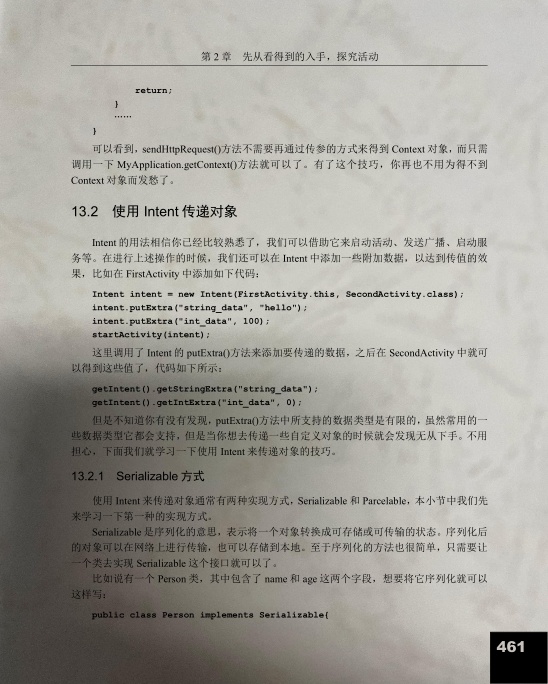 第 2 章 先从看得到的入手，探究活动
return;
}
……
}
可以看到，sendHttpRequest()方法不需要再通过传参的方式来得到 Context 对象，而只需
调用一下 MyApplication.getContext()方法就可以了。有了这个技巧，你再也不用为得不到
Context 对象而发愁了。
13.2 使用 Intent 传递对象
Intent 的用法相信你已经比较熟悉了，我们可以借助它来启动活动、发送广播、启动服
务等。在进行上述操作的时候，我们还可以在 Intent 中添加一些附加数据，以达到传值的效
果，比如在 FirstActivity 中添加如下代码：
Intent intent = new Intent(FirstActivity.this, SecondActivity.class);
intent.putExtra("string_data", "hello");
intent.putExtra("int_data", 100);
startActivity(intent);
这里调用了 Intent 的 putExtra()方法来添加要传递的数据，之后在 SecondActivity 中就可
以得到这些值了，代码如下所示：
getIntent().getStringExtra("string_data");
getIntent().getIntExtra("int_data", 0);
但是不知道你有没有发现，putExtra()方法中所支持的数据类型是有限的，虽然常用的一
些数据类型它都会支持，但是当你想去传递一些自定义对象的时候就会发现无从下手。不用
担心，下面我们就学习一下使用 Intent 来传递对象的技巧。
13.2.1 Serializable 方式
使用 Intent 来传递对象通常有两种实现方式，Serializable 和 Parcelable，本小节中我们先
来学习一下第一种的实现方式。
Serializable 是序列化的意思，表示将一个对象转换成可存储或可传输的状态。序列化后
的对象可以在网络上进行传输，也可以存储到本地。至于序列化的方法也很简单，只需要让
一个类去实现 Serializable 这个接口就可以了。
比如说有一个 Person 类，其中包含了 name 和 age 这两个字段，想要将它序列化就可以
这样写：
public class Person implements Serializable{
461